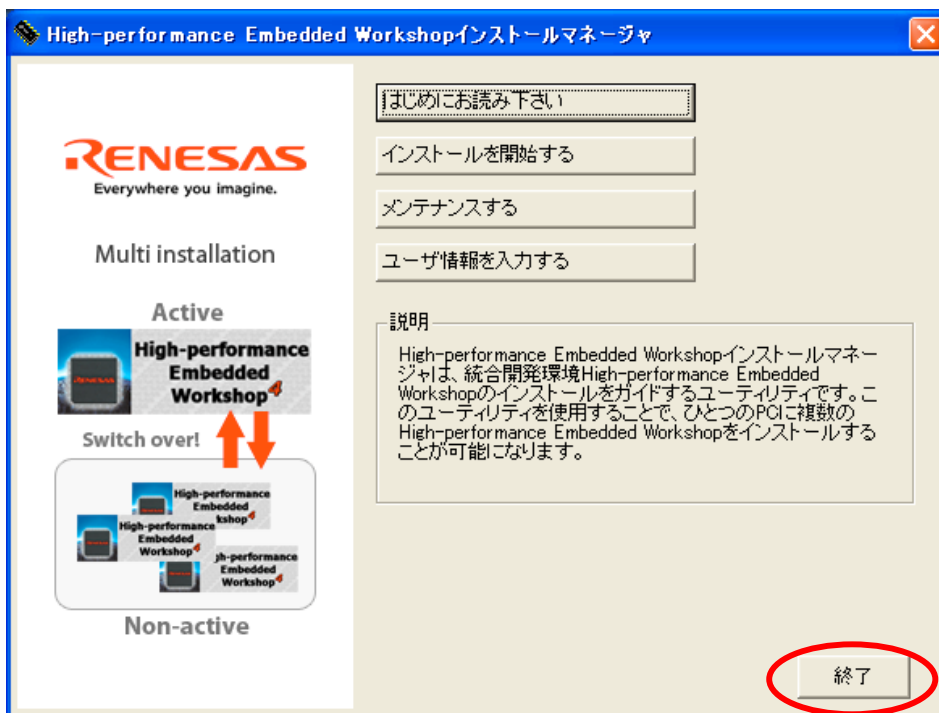 High-performance Embedded Workshopインストールマネージャ
RENESAS
Everywhere you imagine.
Multi installation
Active
High-performance
Embedded
Workshop4
Switch over!
High-performance
Embedded
kshop4
High-performance
Embedded
Workshop4
gh-performance
Embedded
Workshop4
Non-active
はじめにお読み下さい
インストールを開始する
メンテナンスする
ユーザ情報を入力する
説明
High-performance Embedded Workshopインストールマネー
ジャは、統合開発環境High-performance Embedded
Workshopのインストールをガイドするユーティリティです。こ
のユーティリティを使用することで、ひとつのPCに複数の
High-performance Embedded Workshopをインストールする
ことが可能になります。
終了